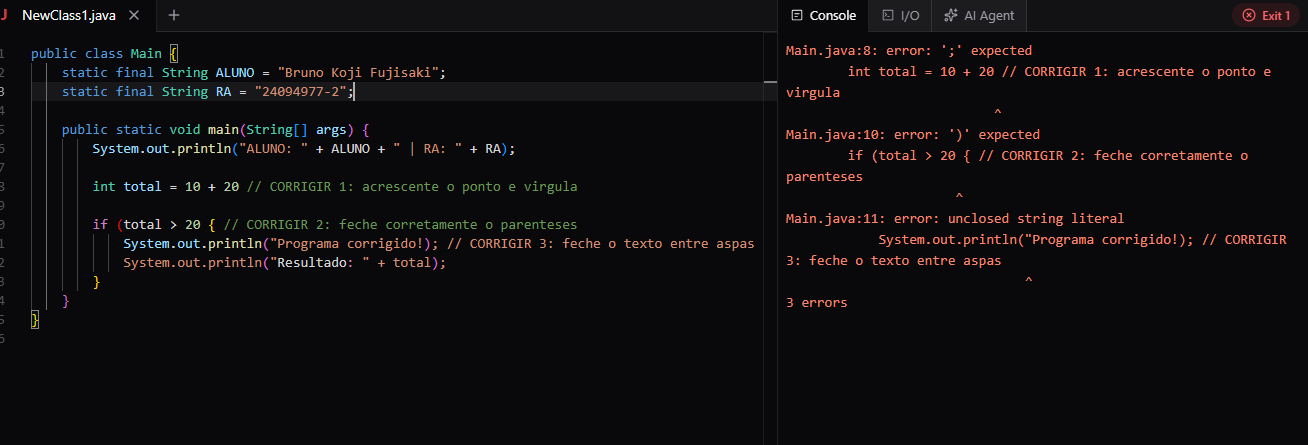 NewClass1.java
public class Main {
static final String ALUNO = "Bruno Koji Fujisaki";
static final String RA = "24094977-2";
public static void main(String[] args) {
System.out.println("ALUNO: " + ALUNO + " | RA: " + RA);
int total = 10 + 20 // CORRIGIR 1: acrescente o ponto e virgula
if (total > 20 { // CORRIGIR 2: feche corretamente o parenteses
System.out.println("Programa corrigido!); // CORRIGIR 3: feche o texto entre aspas
System.out.println("Resultado: " + total);
}
}
}
Console
I/O
AI Agent
Exit 1
Main.java:8: error: ';' expected
int total = 10 + 20 // CORRIGIR 1: acrescente o ponto e
virgula
^
Main.java:10: error: ')' expected
if (total > 20 { // CORRIGIR 2: feche corretamente o
parenteses
^
Main.java:11: error: unclosed string literal
System.out.println("Programa corrigido!); // CORRIGIR
3: feche o texto entre aspas
^
3 errors